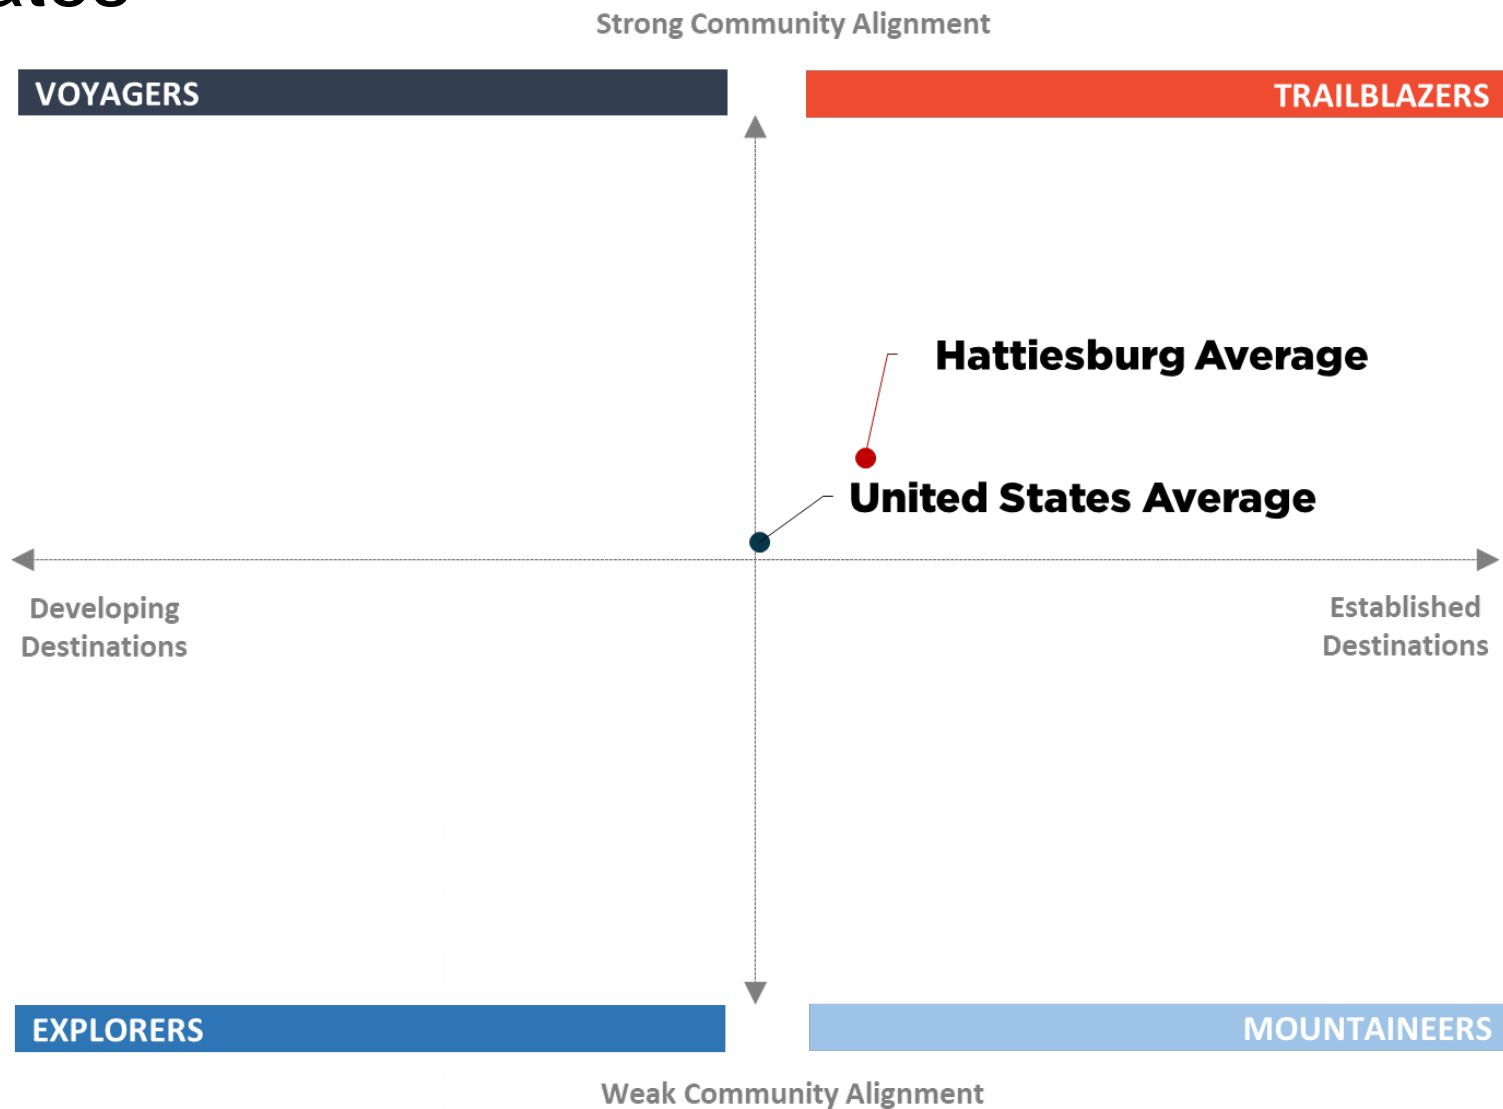 Strong Community Alignment
VOYAGERS
TRAILBLAZERS
Hattiesburg Average
United States Average
Developing
Destinations
Established
Destinations
EXPLORERS
MOUNTAINEERS
Weak Community Alignment